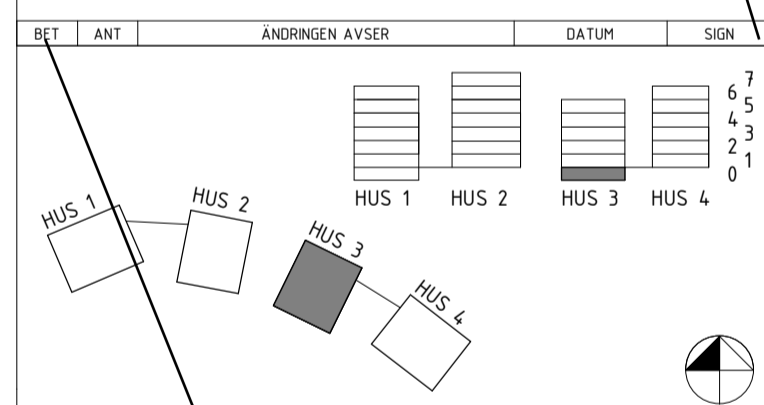 BET ANT ÄNDRINGEN AVSER DATUM SIGN
7
6
5
4
3
2
1
0
HUS 1 HUS 2 HUS 3 HUS 4
HUS 1
HUS 2
HUS 3
HUS 4